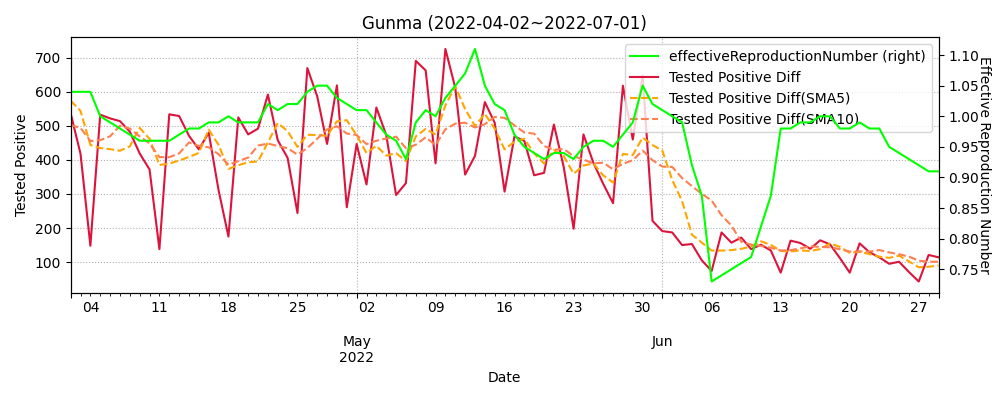 Gunma (2022-04-02~2022-07-01)
effectiveReproductionNumber (right)
Tested Positive Diff
Tested Positive Diff(SMA5)
Tested Positive Diff(SMA10)
Tested Positive
700
600
500
400
300
200
100
1.10
1.05
1.00
0.95
0.90
0.85
0.80
0.75
Effective Reproduction Number
04 11 18 25 02 09 16 23 30 06 13 20 27
May Jun
2022
Date